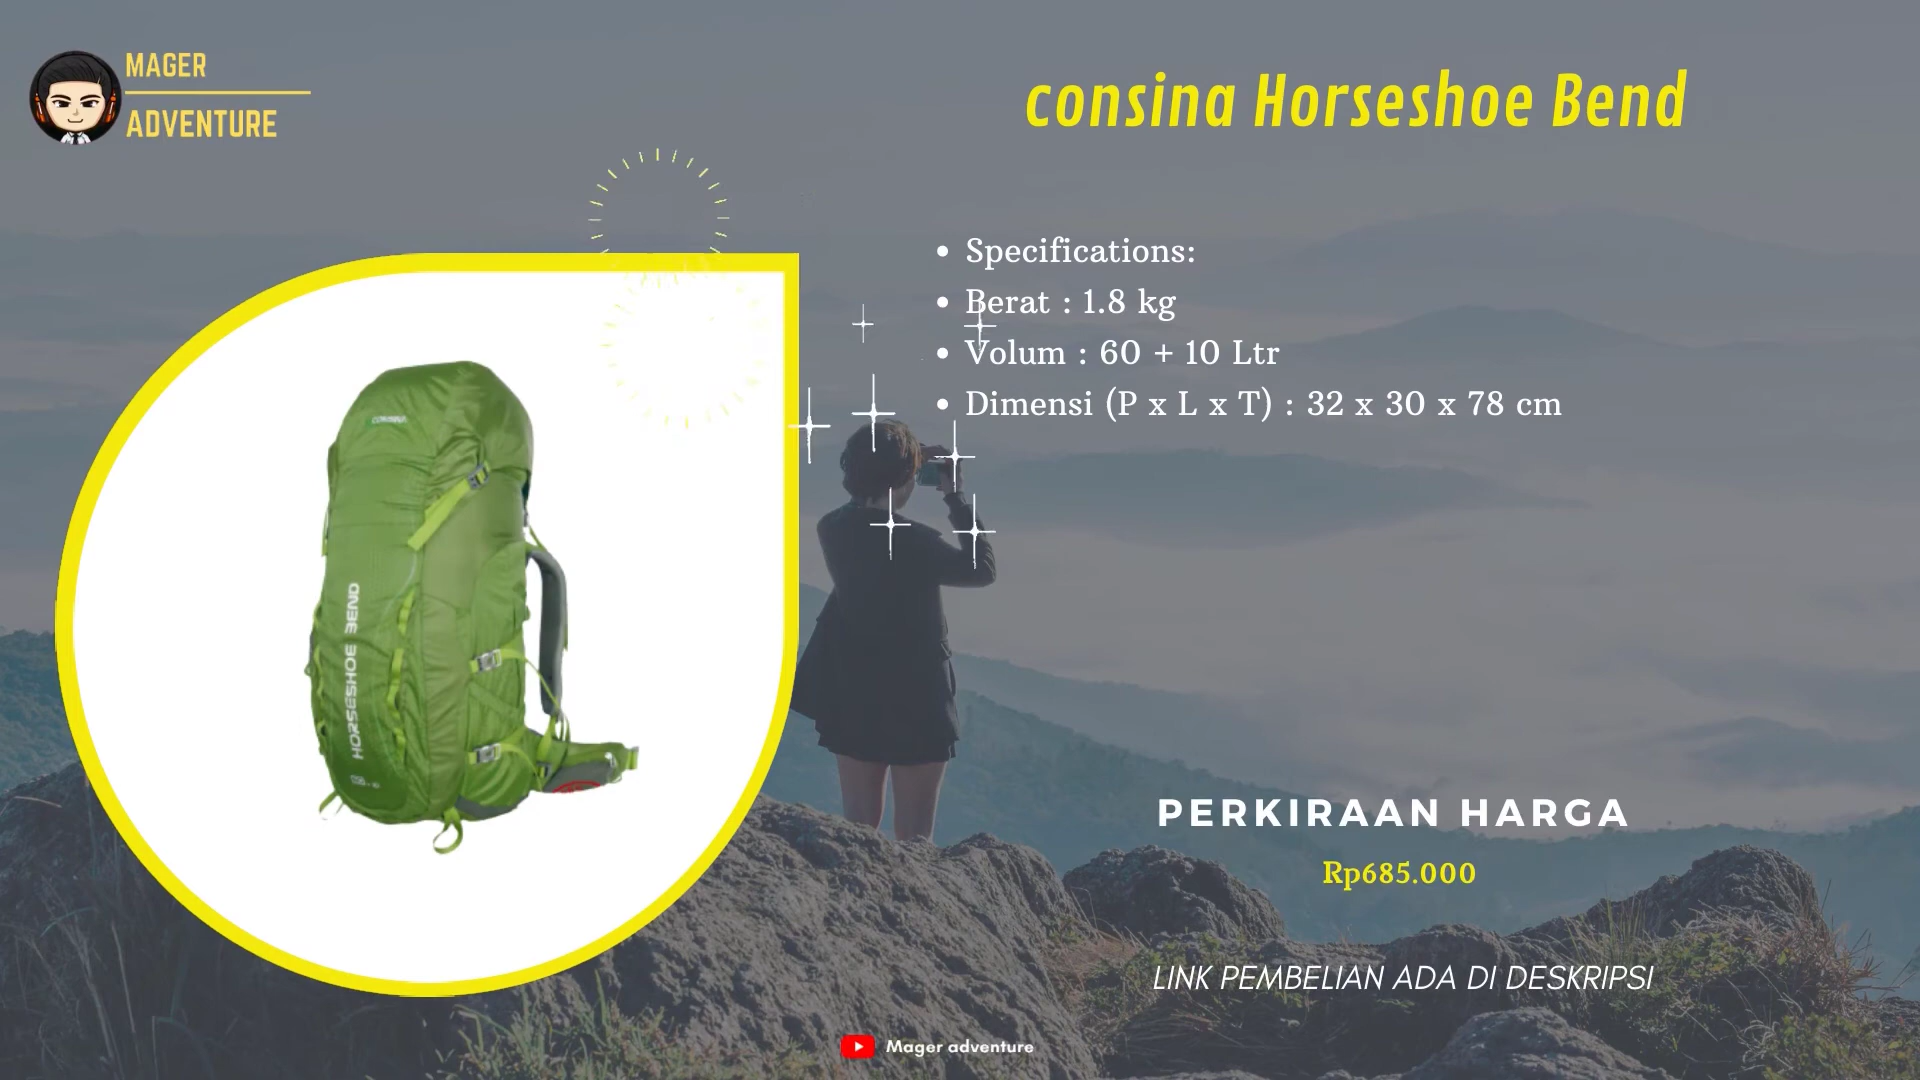 MAGER
ADVENTURE
consina Horseshoe Bend
Specifications:
Berat : 1.8 kg
Volum : 60 + 10 Ltr
Dimensi (P x L x T) : 32 x 30 x 78 cm
CONSINA
HORSESHOE BEND
PERKIRAAN HARGA
Rp685.000
LINK PEMBELIAN ADA DI DESKRIPSI
Mager adventure